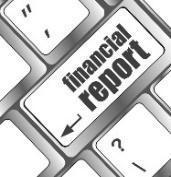 "
,
financial
report
?